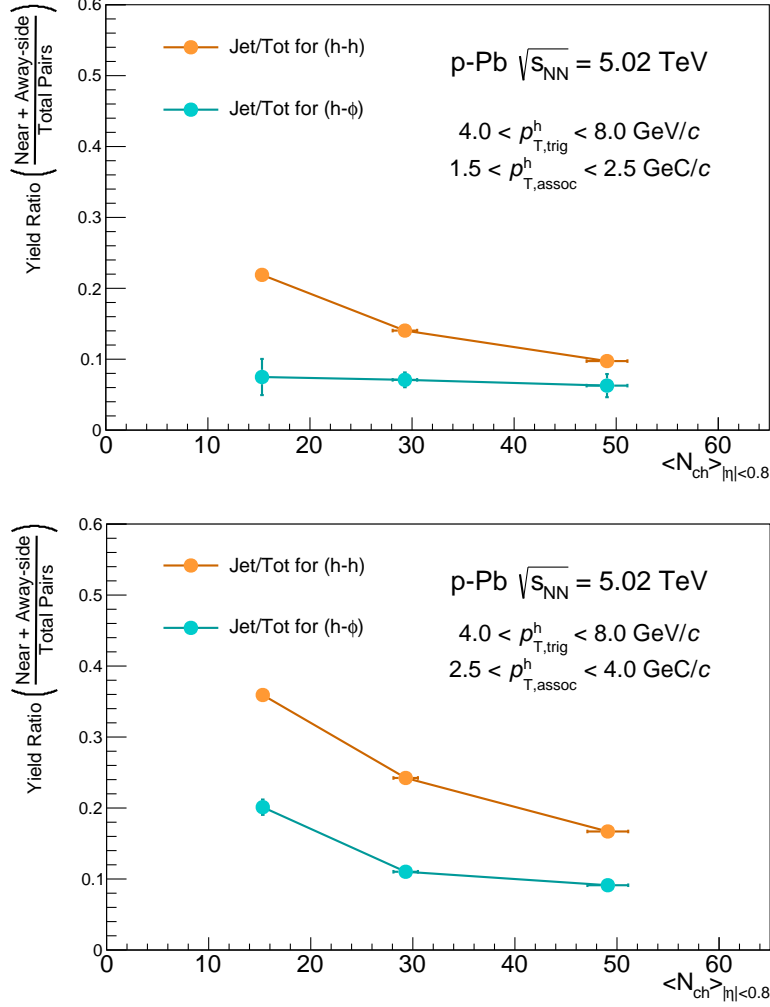 0.6
Jet/Tot for (h-h)
p-Pb √sNN = 5.02 TeV
0.5
Jet/Tot for (h-ϕ)
4.0 < p^h_T,trig < 8.0 GeV/c
0.4
1.5 < p^h_T,assoc < 2.5 GeC/c
Yield Ratio (Near + Away-side / Total Pairs)
0.3
0.2
0.1
0
0 10 20 30 40 50 60
<Nch>|η|<0.8
0.6
Jet/Tot for (h-h)
p-Pb √sNN = 5.02 TeV
0.5
Jet/Tot for (h-ϕ)
4.0 < p^h_T,trig < 8.0 GeV/c
0.4
2.5 < p^h_T,assoc < 4.0 GeC/c
Yield Ratio (Near + Away-side / Total Pairs)
0.3
0.2
0.1
0
0 10 20 30 40 50 60
<Nch>|η|<0.8